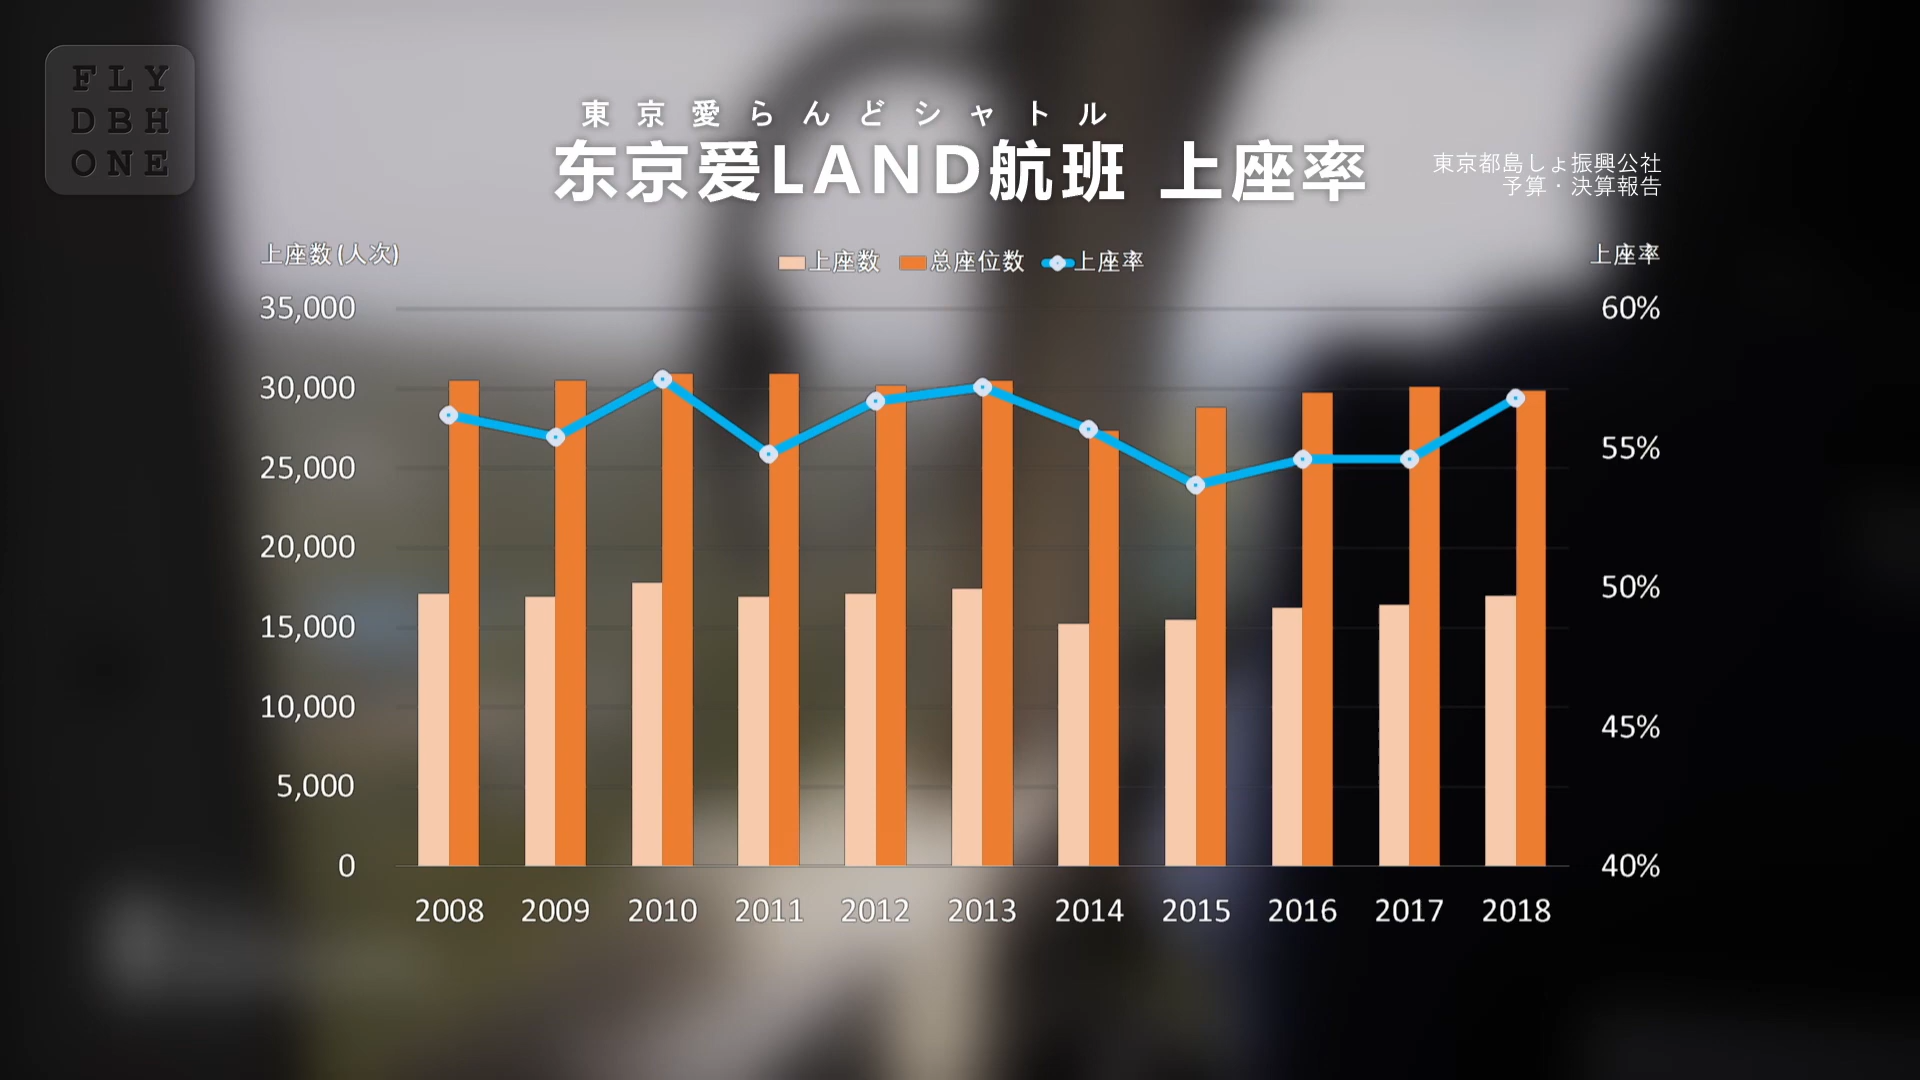 FLY
DBH
ONE
東京愛らんどシャトル
东京爱LAND航班 上座率
東京都島しょ振興公社
予算・決算報告
上座数(人次)
上座数 总座位数 上座率
上座率
35,000
30,000
25,000
20,000
15,000
10,000
5,000
0
60%
55%
50%
45%
40%
2008 2009 2010 2011 2012 2013 2014 2015 2016 2017 2018